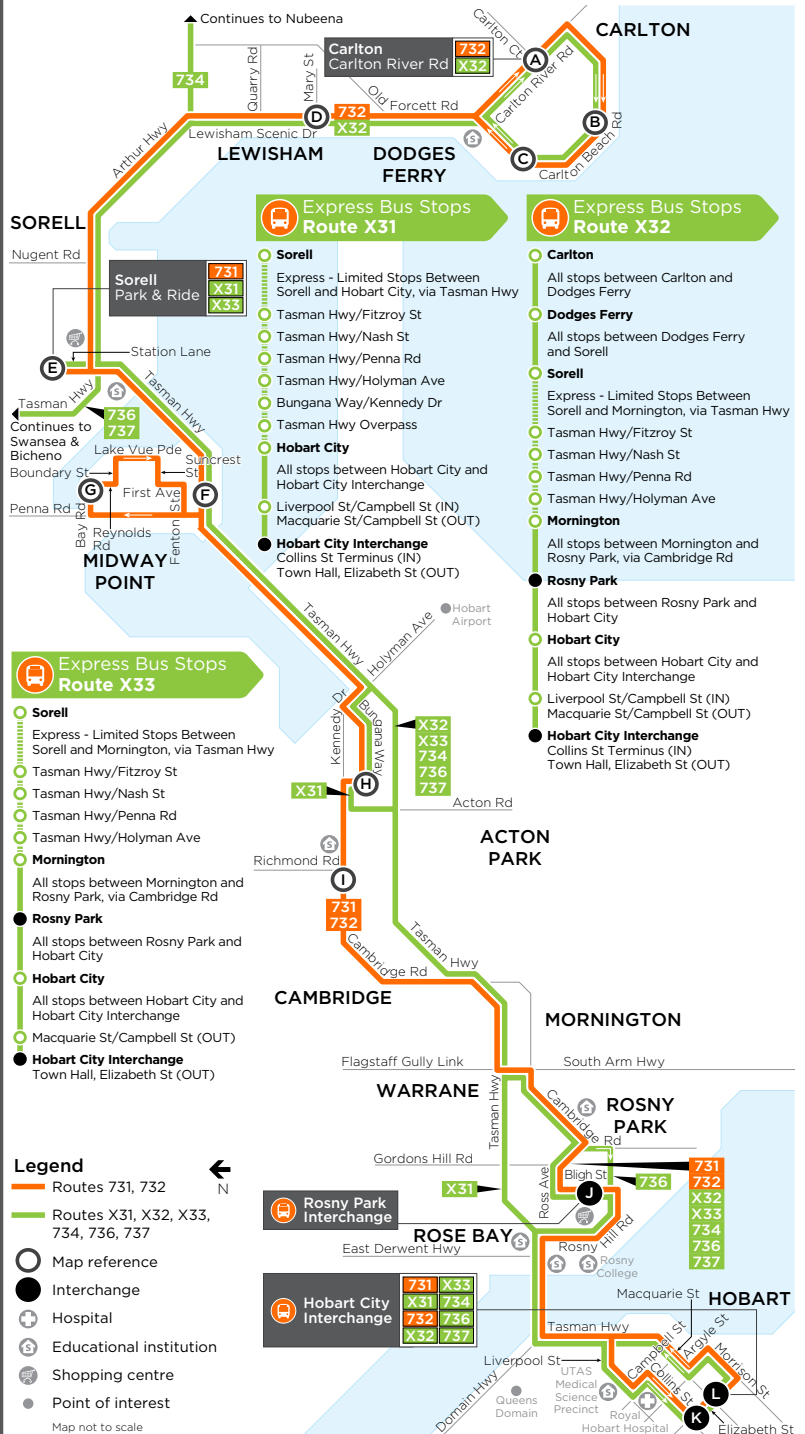 Continues to Nubeena
734
Quarry Rd
Mary St
Old
Forcett Rd
Carlton
Carlton River Rd
732
X32
Carlton Ct
CARLTON
A
Carlton River Rd
B
C
Carlton Beach Rd
D
732
X32
Lewisham Scenic Dr
Arthur Hwy
LEWISHAM
DODGES
FERRY
SORELL
Nugent Rd
Sorell
Park & Ride
731
X31
X33
Station Lane
E
Tasman Hwy
Continues to
Swansea &
Bicheno
736
737
Tasman Hwy
Lake Vue Pde
Boundary St
Suncrest
St
G
First Ave
F
Penna Rd
Bay Rd
Reynolds
Rd
Fenton St
MIDWAY
POINT
Express Bus Stops
Route X31
Sorell
Express - Limited Stops Between
Sorell and Hobart City, via Tasman Hwy
Tasman Hwy/Fitzroy St
Tasman Hwy/Nash St
Tasman Hwy/Penna Rd
Tasman Hwy/Holyman Ave
Bungana Way/Kennedy Dr
Tasman Hwy Overpass
Hobart City
All stops between Hobart City and
Hobart City Interchange
Liverpool St/Campbell St (IN)
Macquarie St/Campbell St (OUT)
Hobart City Interchange
Collins St Terminus (IN)
Town Hall, Elizabeth St (OUT)
Express Bus Stops
Route X32
Carlton
All stops between Carlton and
Dodges Ferry
Dodges Ferry
All stops between Dodges Ferry
and Sorell
Sorell
Express - Limited Stops Between
Sorell and Mornington, via Tasman Hwy
Tasman Hwy/Fitzroy St
Tasman Hwy/Nash St
Tasman Hwy/Penna Rd
Tasman Hwy/Holyman Ave
Mornington
All stops between Mornington and
Rosny Park, via Cambridge Rd
Rosny Park
All stops between Rosny Park and
Hobart City
Hobart City
All stops between Hobart City and
Hobart City Interchange
Liverpool St/Campbell St (IN)
Macquarie St/Campbell St (OUT)
Hobart City Interchange
Collins St Terminus (IN)
Town Hall, Elizabeth St (OUT)
Express Bus Stops
Route X33
Sorell
Express - Limited Stops Between
Sorell and Mornington, via Tasman Hwy
Tasman Hwy/Fitzroy St
Tasman Hwy/Nash St
Tasman Hwy/Penna Rd
Tasman Hwy/Holyman Ave
Mornington
All stops between Mornington and
Rosny Park, via Cambridge Rd
Rosny Park
All stops between Rosny Park and
Hobart City
Hobart City
All stops between Hobart City and
Hobart City Interchange
Macquarie St/Campbell St (OUT)
Hobart City Interchange
Town Hall, Elizabeth St (OUT)
Tasman Hwy
Holyman Ave
Hobart
Airport
Kennedy Dr
Bungana Way
H
X31
X32
X33
734
736
737
Acton Rd
ACTON
PARK
S
Richmond Rd
I
731
732
Cambridge Rd
Tasman Hwy
CAMBRIDGE
MORNINGTON
Flagstaff Gully Link
South Arm Hwy
WARRANE
Tasman Hwy
Cambridge Rd
S
ROSNY
PARK
Gordons Hill Rd
Ross Ave
Bligh St
J
X31
736
731
732
X32
X33
734
736
737
Rosny Park
Interchange
ROSE BAY
S
East Derwent Hwy
Rosny Hill Rd
S
S
Rosny
College
Hobart City
Interchange
731
X33
X31
734
732
736
X32
737
Macquarie St
HOBART
Tasman Hwy
Liverpool St
Campbell St
Argyle St
Collins St
Morrison St
UTAS
Medical
Science
Precinct
S
Domain Hwy
Queens
Domain
Royal
Hobart Hospital
L
K
Elizabeth St
Legend
N
Routes 731, 732
Routes X31, X32, X33,
734, 736, 737
Map reference
Interchange
Hospital
S
Educational institution
Shopping centre
Point of interest
Map not to scale